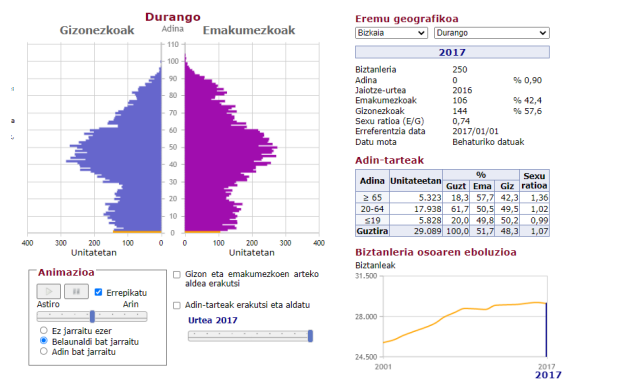 Durango
Gizonezkoak
Adina
Emakumezkoak
110
100
90
80
70
60
50
40
30
20
10
0
400 300 200 100 0 0 100 200 300 400
Unitatetan Unitatetan
Animazioa
Errepikatu
Astiro Arin
Ez jarraitu ezer
Belaunaldi bat jarraitu
Adin bat jarraitu
Gizon eta emakumezkoen arteko
aldea erakutsi
Adin-tarteak erakutsi eta aldatu
Urtea 2017
Eremu geografikoa
Bizkaia Durango
2017
Biztanleria 250
Adina 0 % 0,90
Jaiotze-urtea 2016
Emakumezkoak 106 % 42,4
Gizonezkoak 144 % 57,6
Sexu ratioa (E/G) 0,74
Erreferentzia data 2017/01/01
Datu mota Behaturiko datuak
Adin-tarteak
Adina Unitateetan % Sexu ratioa
Guzt Ema Giz
≥ 65 5.323 18,3 57,7 42,3 1,36
20-64 17.938 61,7 50,5 49,5 1,02
≤19 5.828 20,0 49,8 50,2 0,99
Guztira 29.089 100,0 51,7 48,3 1,07
Biztanleria osoaren eboluzioa
Biztanleak
31.500
28.000
24.500
2001 2017
2017